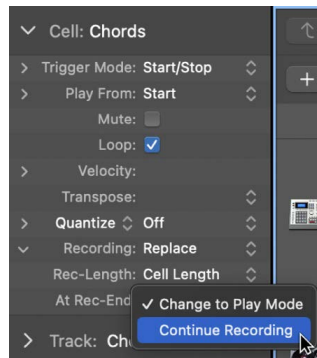 Cell: Chords
Trigger Mode: Start/Stop
Play From: Start
Mute:
Loop:
Velocity:
Transpose:
Quantize Off
Recording: Replace
Rec-Length: Cell Length
At Rec-End
✓ Change to Play Mode
Continue Recording
Track: